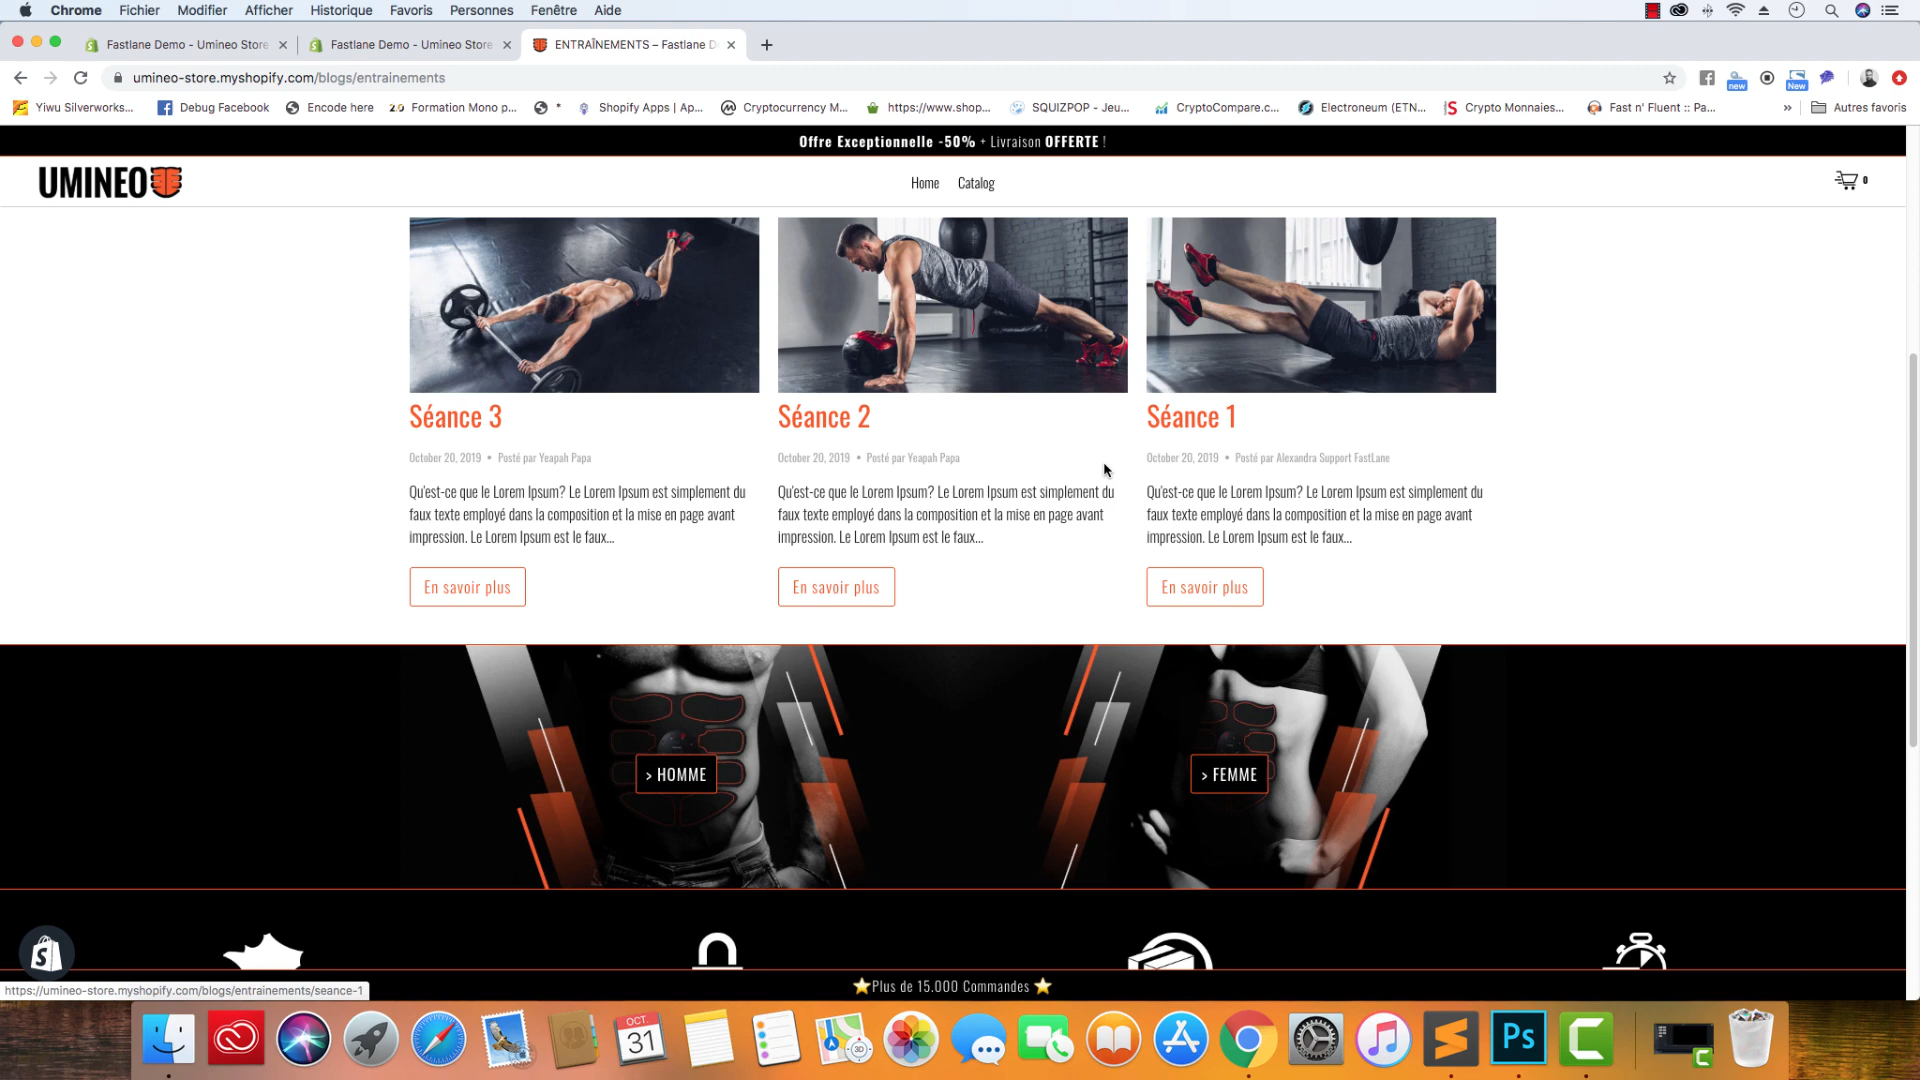 Chrome Fichier Modifier Afficher Historique Favoris Personnes Fenêtre Aide
Fastlane Demo - Umineo Store
Fastlane Demo - Umineo Store
ENTRAÎNEMENTS – Fastlane D
umineo-store.myshopify.com/blogs/entrainements
new
New
Yiwu Silverworks...
Debug Facebook
Encode here
2.0 Formation Mono p...
*
Shopify Apps | Ap...
Cryptocurrency M...
https://www.shop...
SQUIZPOP - Jeu...
CryptoCompare.c...
Electroneum (ETN...
Crypto Monnaies...
Fast n' Fluent :: Pa...
»
Autres favoris
Offre Exceptionnelle -50% + Livraison OFFERTE !
UMINEO
Home Catalog
0
Séance 3
October 20, 2019 • Posté par Yeapah Papa
Qu'est-ce que le Lorem Ipsum? Le Lorem Ipsum est simplement du
faux texte employé dans la composition et la mise en page avant
impression. Le Lorem Ipsum est le faux...
En savoir plus
Séance 2
October 20, 2019 • Posté par Yeapah Papa
Qu'est-ce que le Lorem Ipsum? Le Lorem Ipsum est simplement du
faux texte employé dans la composition et la mise en page avant
impression. Le Lorem Ipsum est le faux...
En savoir plus
Séance 1
October 20, 2019 • Posté par Alexandra Support FastLane
Qu'est-ce que le Lorem Ipsum? Le Lorem Ipsum est simplement du
faux texte employé dans la composition et la mise en page avant
impression. Le Lorem Ipsum est le faux...
En savoir plus
> HOMME
> FEMME
⭐Plus de 15.000 Commandes ⭐
https://umineo-store.myshopify.com/blogs/entrainements/seance-1
OCT.
31
3D
Ps